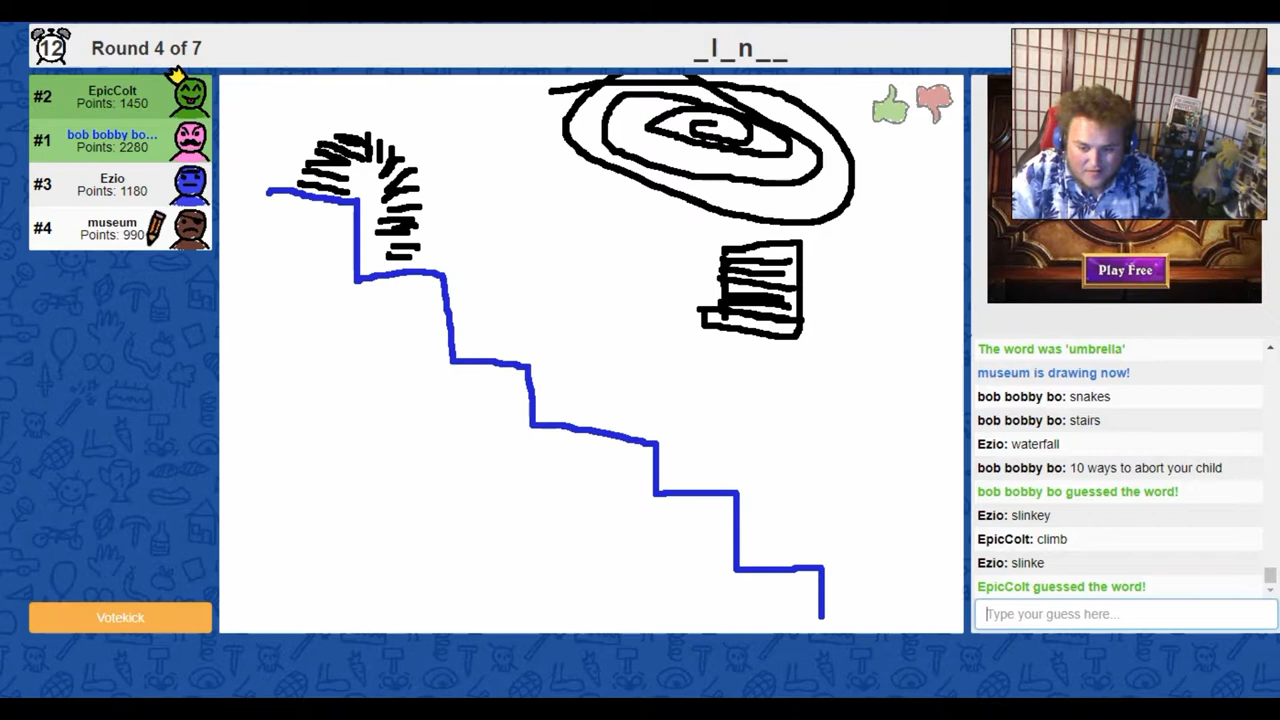 12
Round 4 of 7
_l_n__
#2
EpicColt
Points: 1450
#1
bob bobby bo...
Points: 2280
#3
Ezio
Points: 1180
#4
museum
Points: 990
Votekick
Play Free
The word was 'umbrella'
museum is drawing now!
bob bobby bo: snakes
bob bobby bo: stairs
Ezio: waterfall
bob bobby bo: 10 ways to abort your child
bob bobby bo guessed the word!
Ezio: slinkey
EpicColt: climb
Ezio: slinke
EpicColt guessed the word!
Type your guess here...